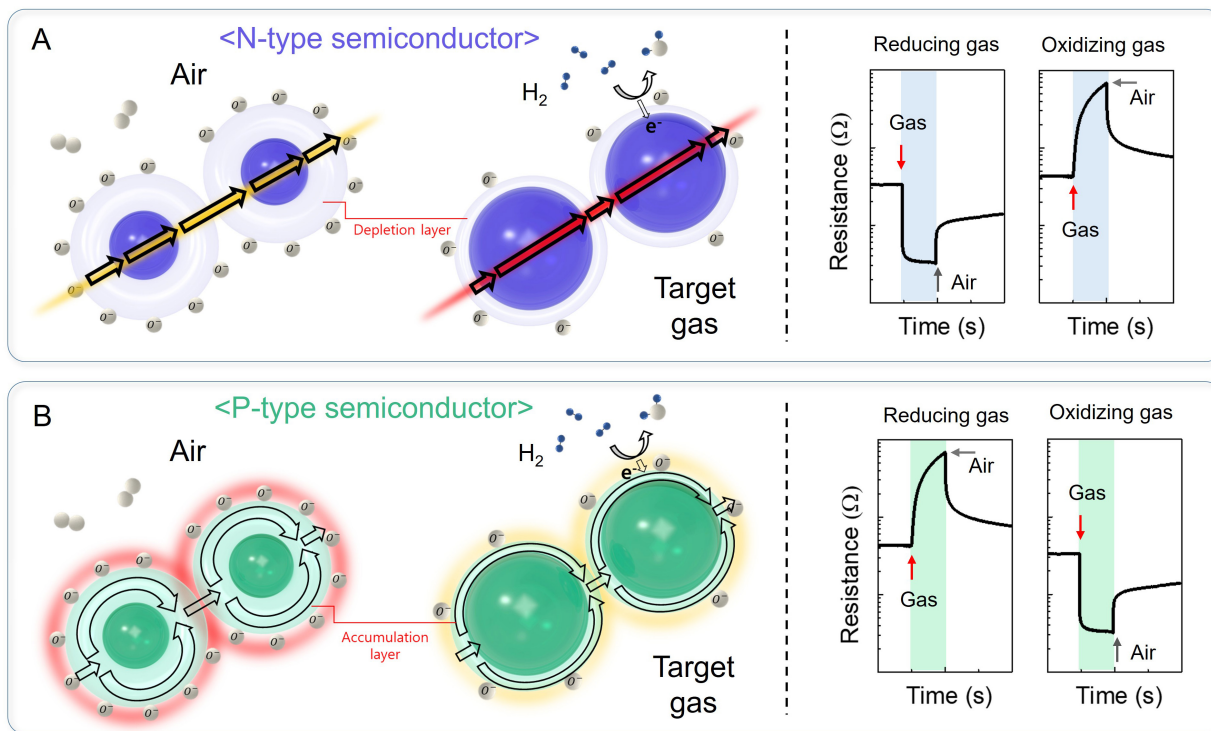 A
<N-type semiconductor>
Air
H2
e-
Depletion layer
Target
gas
O⁻ O⁻ O⁻ O⁻ O⁻ O⁻ O⁻ O⁻ O⁻ O⁻ O⁻ O⁻ O⁻ O⁻ O⁻ O⁻ O⁻ O⁻
O⁻ O⁻ O⁻ O⁻ O⁻ O⁻
Reducing gas
Gas
Air
Resistance (Ω)
Time (s)
Oxidizing gas
Air
Gas
Time (s)
B
<P-type semiconductor>
Air
H2
e-
Accumulation
layer
Target
gas
O⁻ O⁻ O⁻ O⁻ O⁻ O⁻ O⁻ O⁻ O⁻ O⁻ O⁻ O⁻ O⁻ O⁻ O⁻ O⁻ O⁻ O⁻
O⁻ O⁻ O⁻ O⁻ O⁻ O⁻
Reducing gas
Air
Gas
Resistance (Ω)
Time (s)
Oxidizing gas
Gas
Air
Time (s)